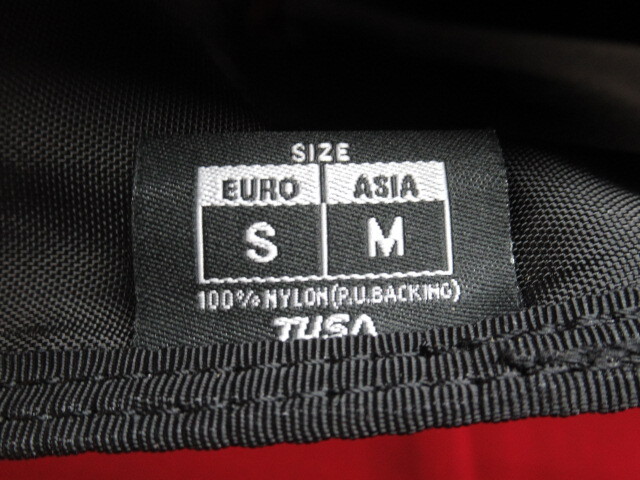 SIZE
EURO ASIA
S M
100% NYLON(P.U.BACKING)
TUSA